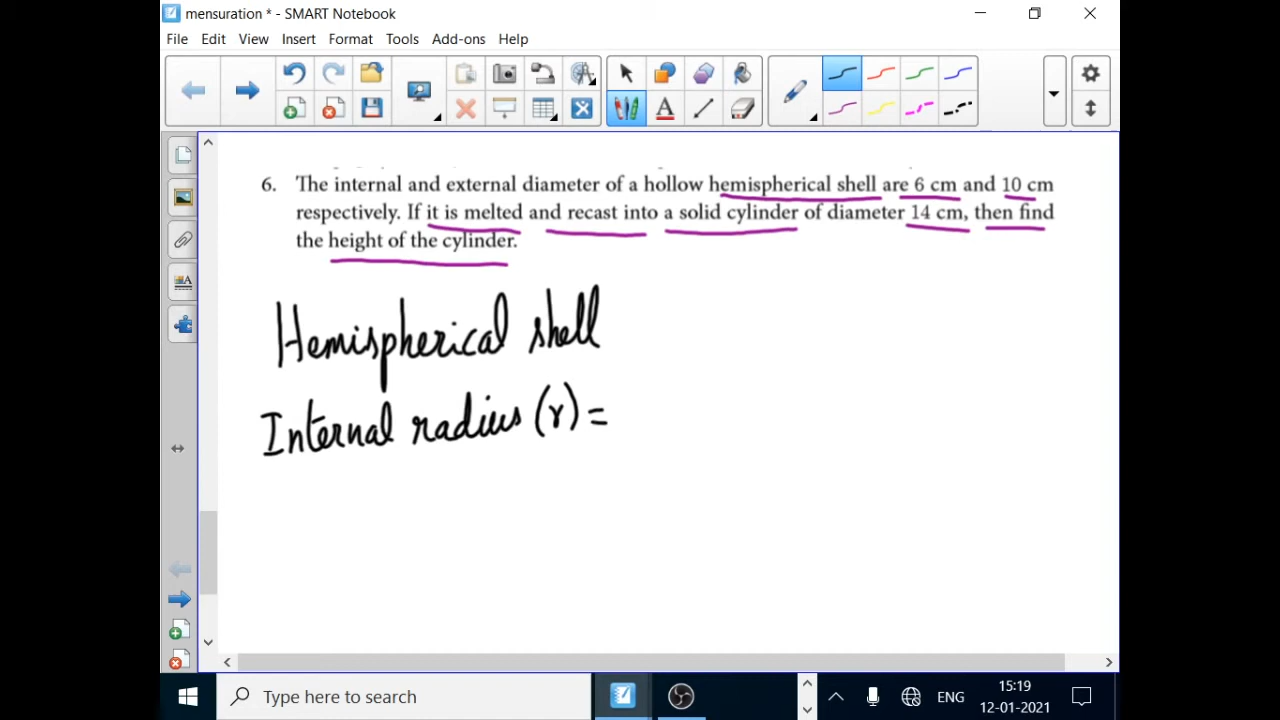 mensuration * - SMART Notebook
File Edit View Insert Format Tools Add-ons Help
6. The internal and external diameter of a hollow hemispherical shell are 6 cm and 10 cm
respectively. If it is melted and recast into a solid cylinder of diameter 14 cm, then find
the height of the cylinder.
Hemispherical shell
Internal radius (r) =
Type here to search
ENG
15:19
12-01-2021